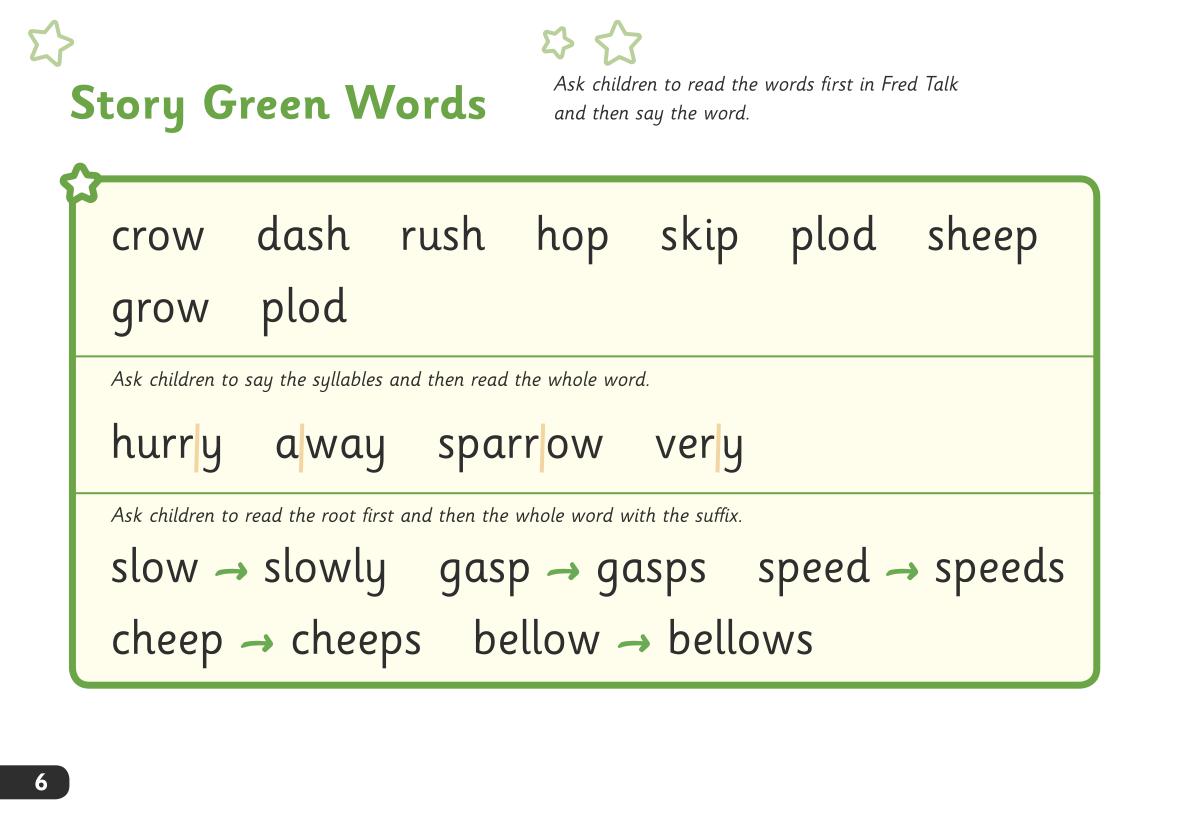 Story Green Words
Ask children to read the words first in Fred Talk
and then say the word.
crow dash rush hop skip plod sheep
grow plod
Ask children to say the syllables and then read the whole word.
hurr|y a|way sparr|ow ver|y
Ask children to read the root first and then the whole word with the suffix.
slow → slowly gasp → gasps speed → speeds
cheep → cheeps bellow → bellows
6